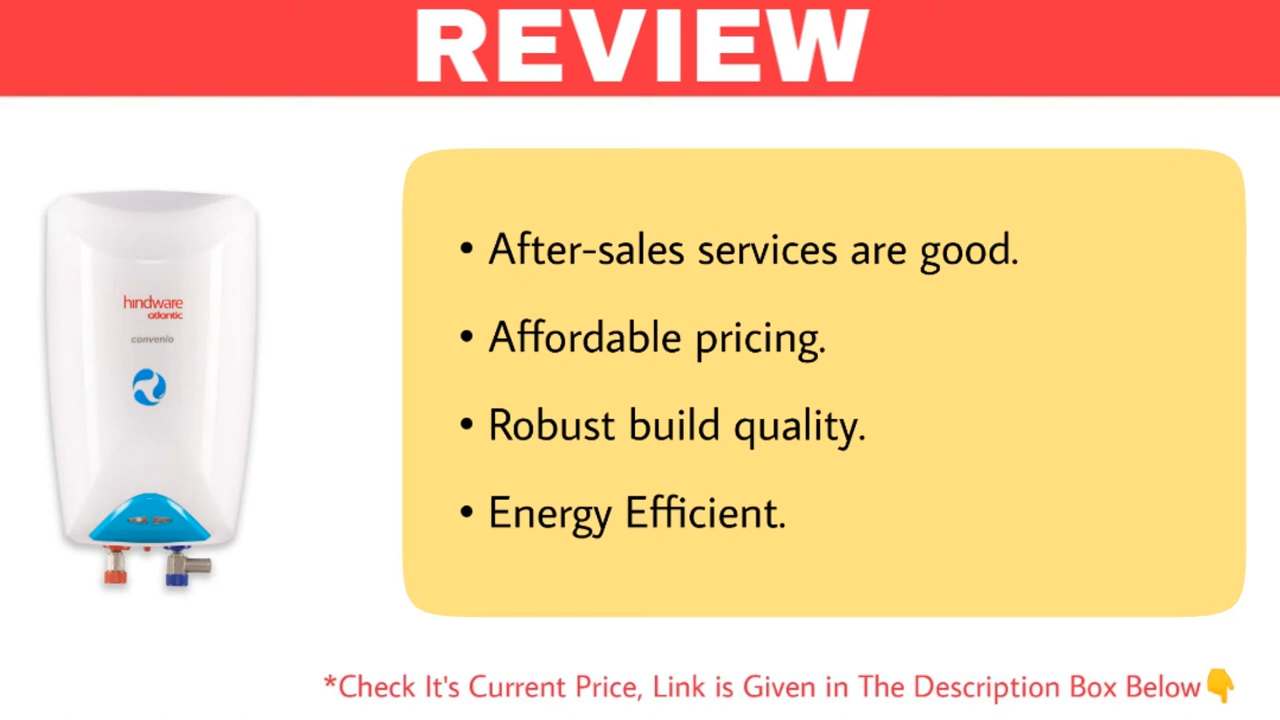 REVIEW
hindware
atlantic
convenio
• After-sales services are good.
• Affordable pricing.
• Robust build quality.
• Energy Efficient.
*Check It's Current Price, Link is Given in The Description Box Below👇